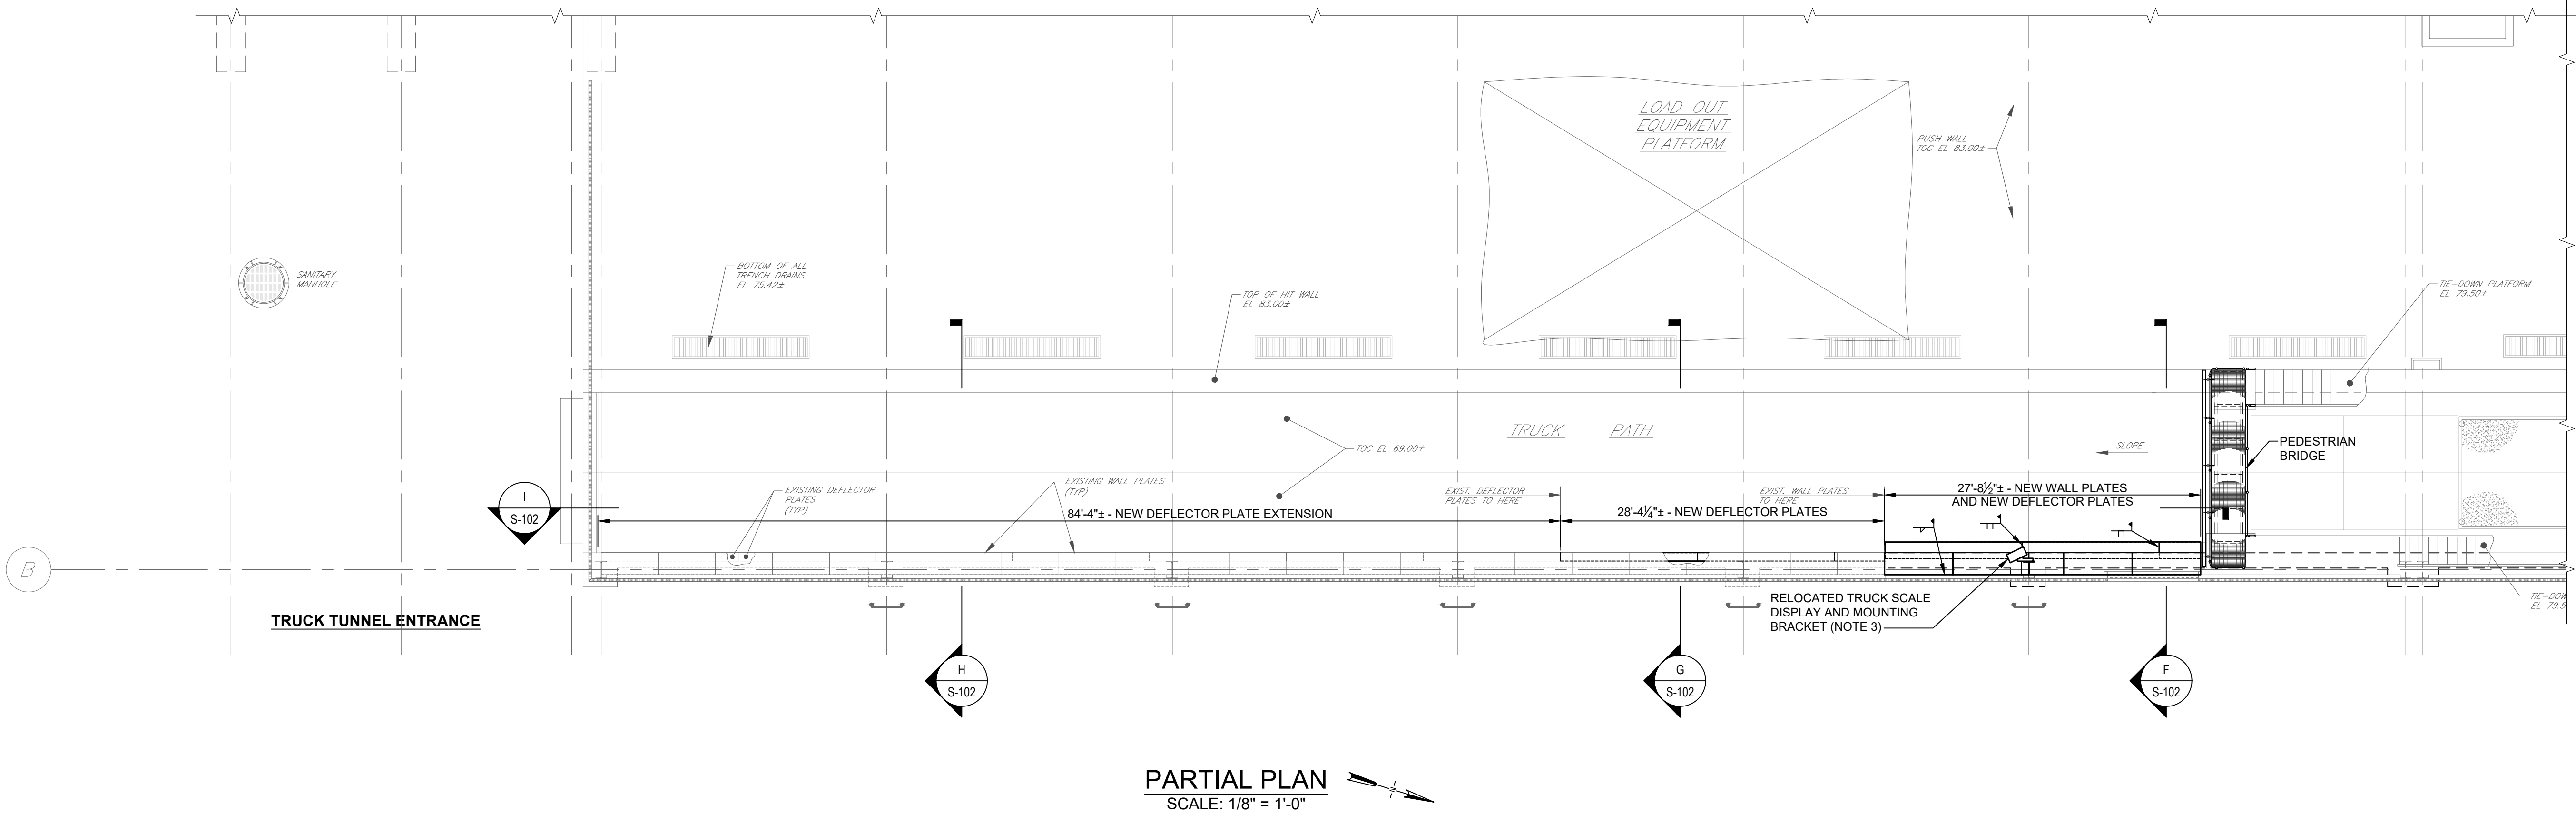 LOAD OUT
EQUIPMENT
PLATFORM
PUSH WALL
TOC EL 83.00±
SANITARY
MANHOLE
BOTTOM OF ALL
TRENCH DRAINS
EL 75.42±
TOP OF HIT WALL
EL 83.00±
TIE-DOWN PLATFORM
EL 79.50±
TRUCK PATH
TOC EL 69.00±
SLOPE
PEDESTRIAN
BRIDGE
EXISTING DEFLECTOR
PLATES
(TYP)
EXISTING WALL PLATES
(TYP)
EXIST. DEFLECTOR
PLATES TO HERE
EXIST. WALL PLATES
TO HERE
27'-8½"± - NEW WALL PLATES
AND NEW DEFLECTOR PLATES
84'-4"± - NEW DEFLECTOR PLATE EXTENSION
28'-4¼"± - NEW DEFLECTOR PLATES
I
S-102
B
TRUCK TUNNEL ENTRANCE
RELOCATED TRUCK SCALE
DISPLAY AND MOUNTING
BRACKET (NOTE 3)
TIE-DOW
EL 79.5
H
S-102
G
S-102
F
S-102
PARTIAL PLAN
SCALE: 1/8" = 1'-0"
N